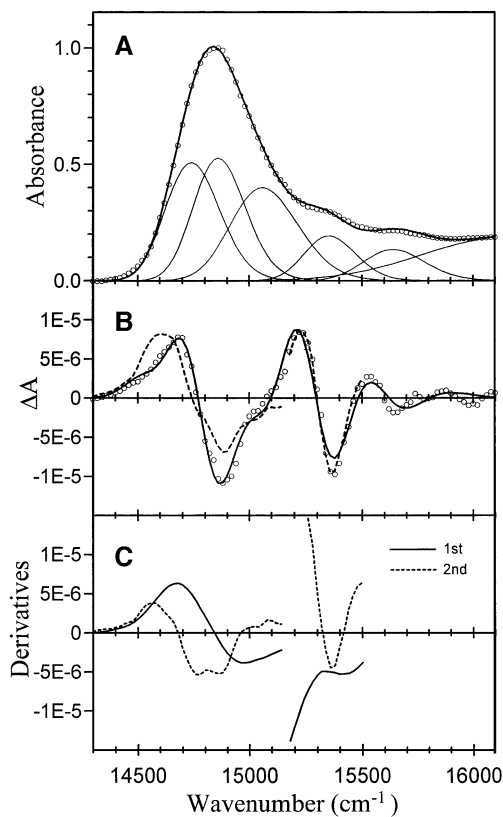 A
1.0
0.5
0.0
Absorbance
B
1E-5
5E-6
0
-5E-6
-1E-5
ΔA
C
1st
2nd
1E-5
5E-6
0
-5E-6
-1E-5
Derivatives
14500 15000 15500 16000
Wavenumber (cm⁻¹)